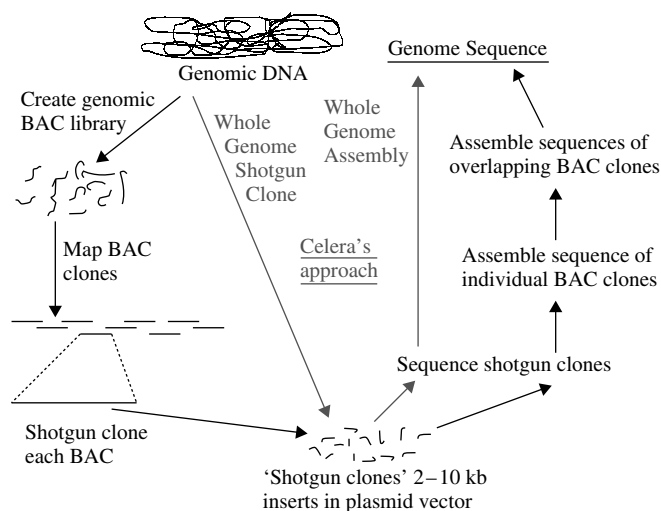 Genome Sequence
Genomic DNA
Create genomic
BAC library
Whole
Genome
Shotgun
Clone
Whole
Genome
Assembly
Assemble sequences of
overlapping BAC clones
Map BAC
clones
Celera's
approach
Assemble sequence of
individual BAC clones
Sequence shotgun clones
Shotgun clone
each BAC
‘Shotgun clones’ 2–10 kb
inserts in plasmid vector